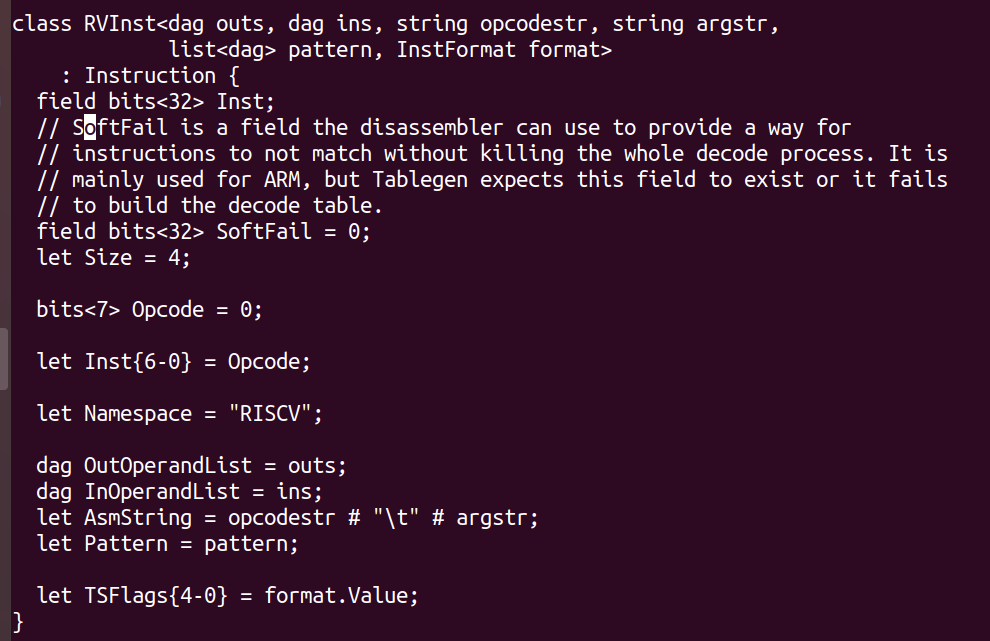 class RVInst<dag outs, dag ins, string opcodestr, string argstr,
             list<dag> pattern, InstFormat format>
    : Instruction {
  field bits<32> Inst;
  // SoftFail is a field the disassembler can use to provide a way for
  // instructions to not match without killing the whole decode process. It is
  // mainly used for ARM, but Tablegen expects this field to exist or it fails
  // to build the decode table.
  field bits<32> SoftFail = 0;
  let Size = 4;

  bits<7> Opcode = 0;

  let Inst{6-0} = Opcode;

  let Namespace = "RISCV";

  dag OutOperandList = outs;
  dag InOperandList = ins;
  let AsmString = opcodestr # "\t" # argstr;
  let Pattern = pattern;

  let TSFlags{4-0} = format.Value;
}